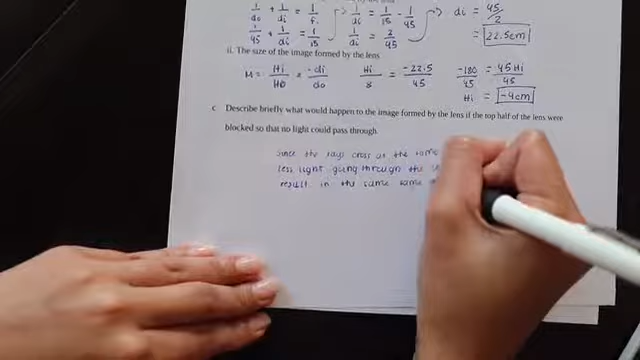 1/do + 1/di = 1/f → 1/di = 1/15 - 1/45 → di = 45/2
1/45 + 1/di = 1/15 1/di = 2/45 = 22.5cm
ii. The size of the image formed by the lens
M = Hi/Ho = -di/do Hi/8 = -22.5/45 -180/45 = 45Hi/45
Hi = -4cm
c Describe briefly what would happen to the image formed by the lens if the top half of the lens were
blocked so that no light could pass through
since the rays cross at the same
less light going through the
result in the same same